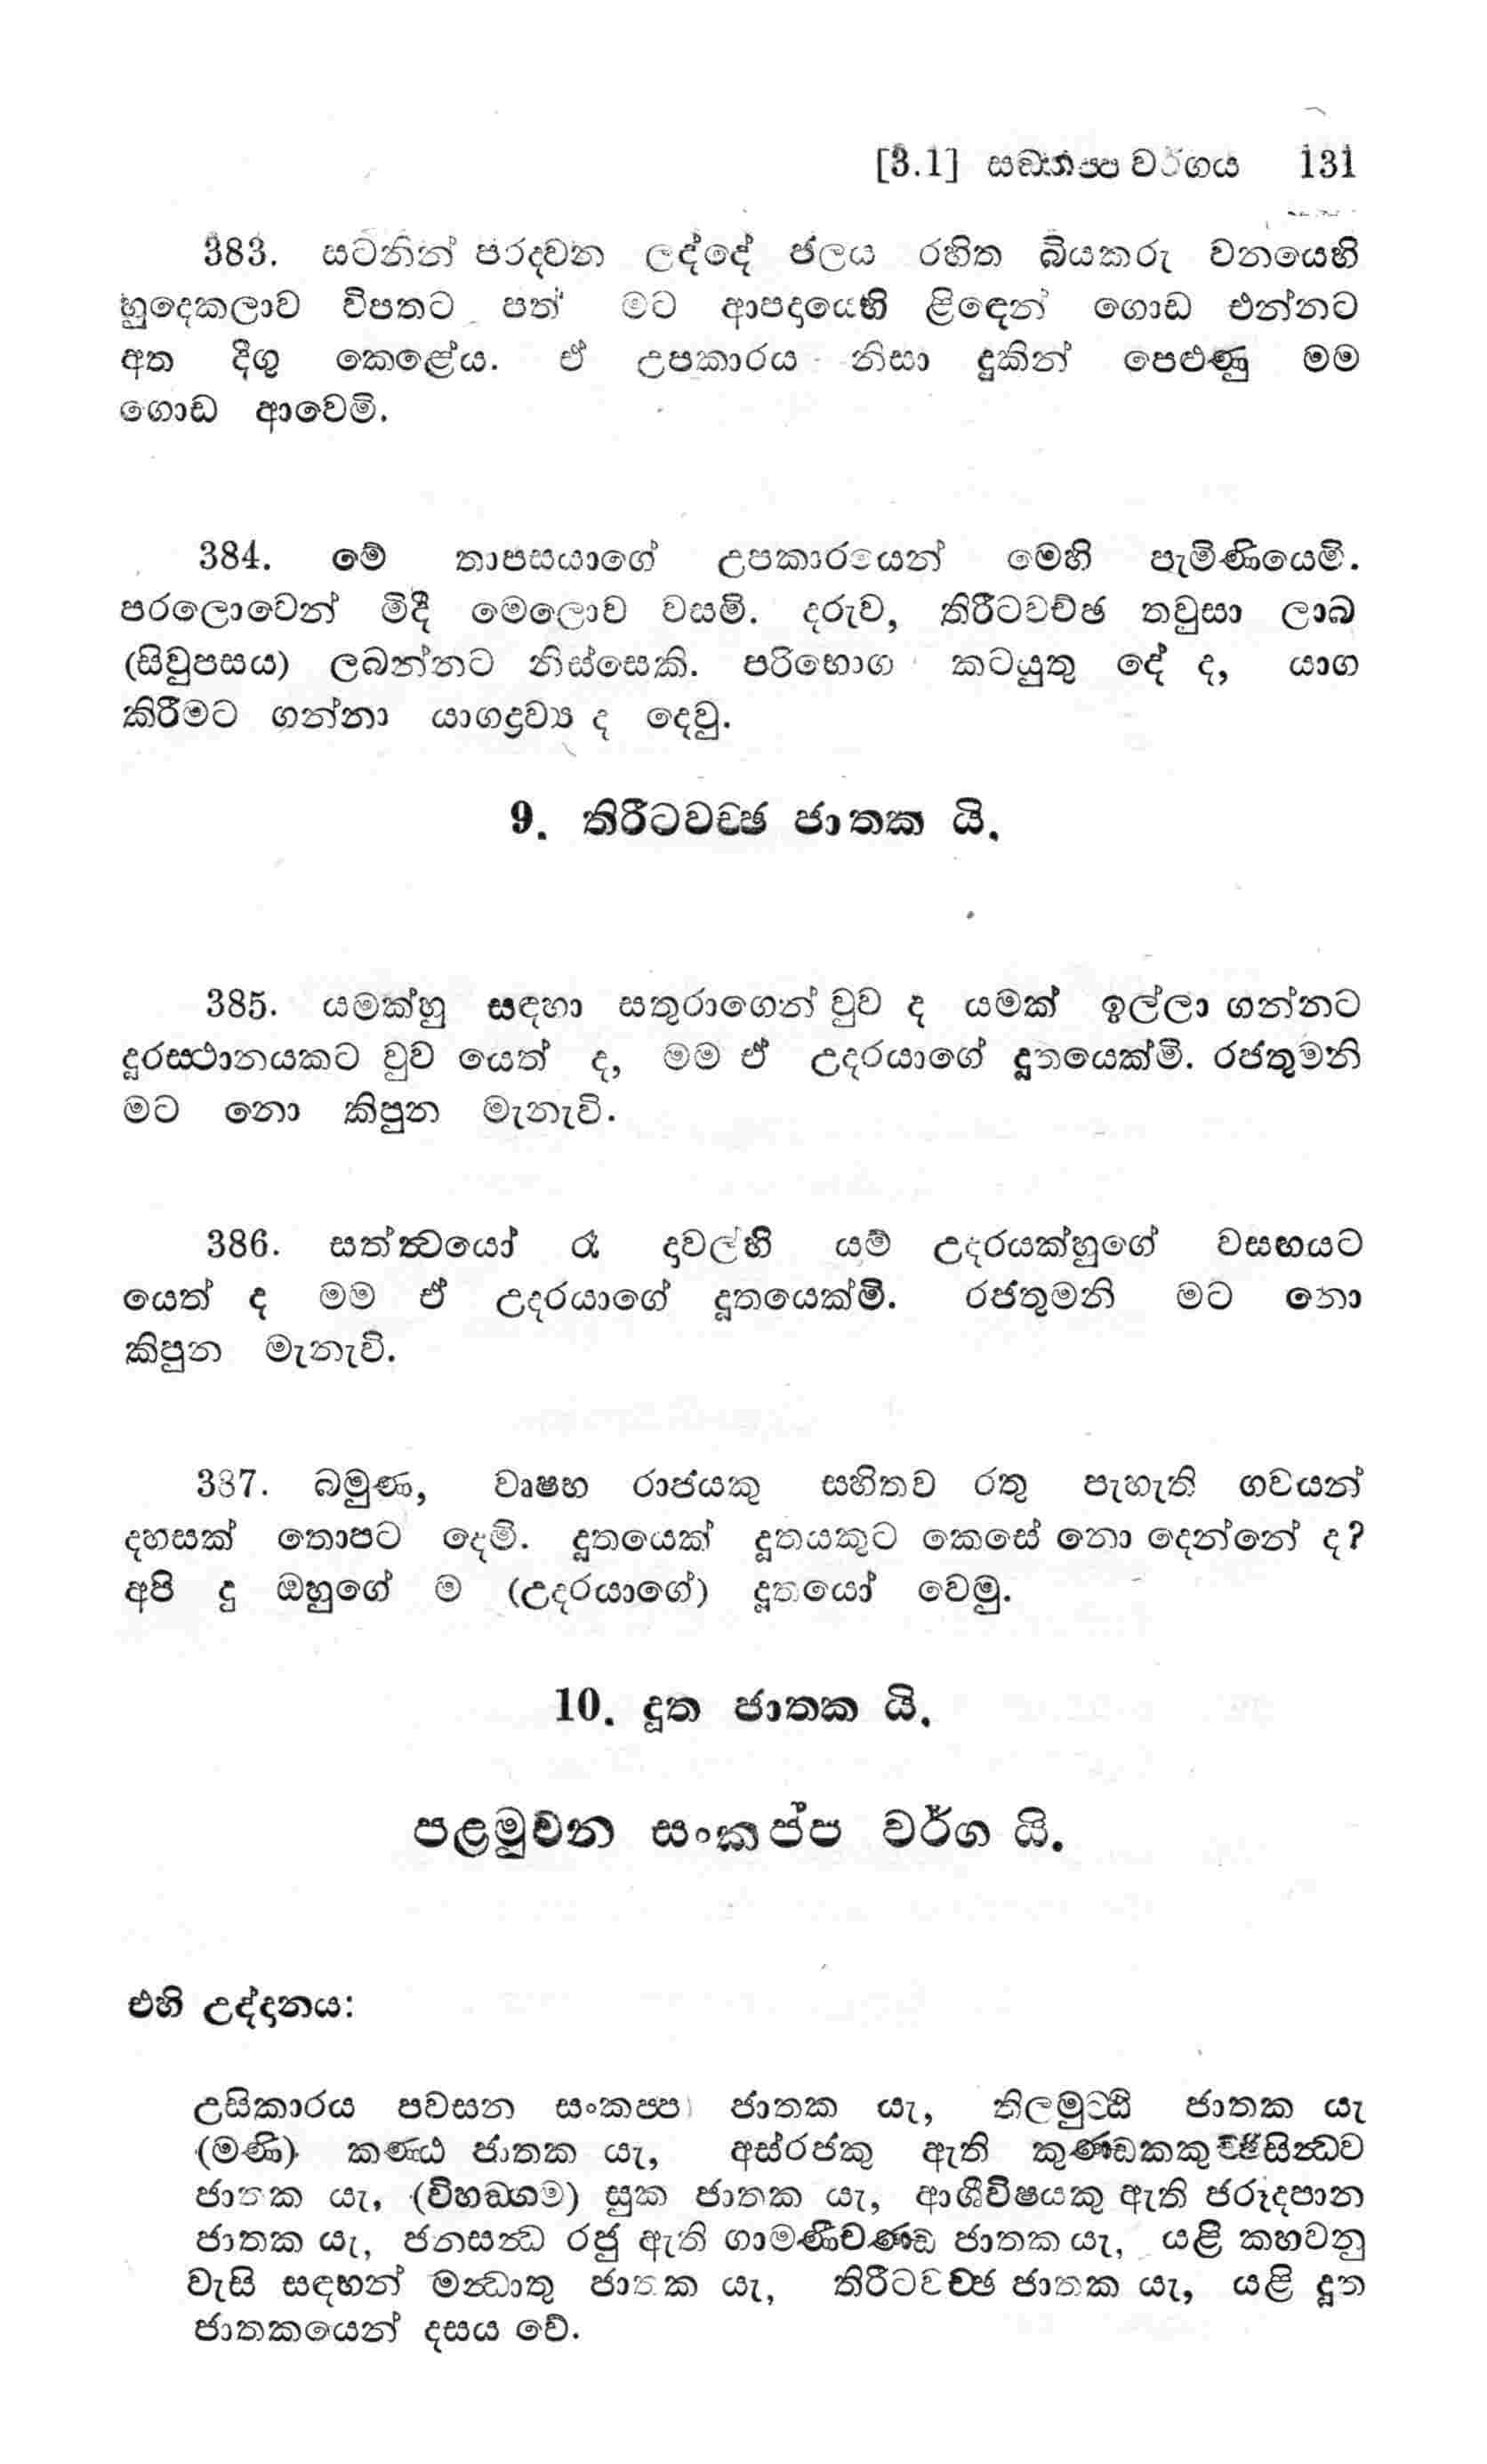 [3.1] සඞ්කප්ප වර්ගය 131
383. සටනින් පරදවන ලද්දේ ජලය රහිත බියකරු වනයෙහි
හුදෙකලාව විපතට පත් මට ආපදායෙහි ළිඳෙන් ගොඩ එන්නට
අත දිගු කෙළේය. ඒ උපකාරය නිසා දුකින් පෙළුණු මම
ගොඩ ආවෙමි.
384. මේ තාපසයාගේ උපකාරයෙන් මෙහි පැමිණියෙමි.
පරලොවෙන් මිදී මෙලොව වසමි. දරුව, තිරීටවච්ඡ තවුසා ලාබ
(සිවුපසය) ලබන්නට නිස්සෙකි. පරිභොග කටයුතු දේ ද, යාග
කිරීමට ගන්නා යාගද්‍රව්‍ය ද දෙවු.
9. තිරීටවච්ඡ ජාතක යි.
385. යමක්හු සඳහා සතුරාගෙන් වුව ද යමක් ඉල්ලා ගන්නට
දූරස්ථානයකට වුව යෙත් ද, මම ඒ උදරයාගේ දූතයෙක්මි. රජතුමනි
මට නො කිපුන මැනැවි.
386. සත්ත්‍වයෝ රෑ දාවල්හි යම් උදරයක්හුගේ වසඟයට
යෙත් ද මම ඒ උදරයාගේ දූතයෙක්මි. රජතුමනි මට නො
කිපුන මැනැවි.
387. බමුණ, වෘෂභ රාජයකු සහිතව රතු පැහැති ගවයන්
දහසක් තොපට දෙමි. දූතයෙක් දූතයකුට කෙසේ නො දෙන්නේ ද?
අපි දු ඔහුගේ ම (උදරයාගේ) දූතයෝ වෙමු.
10. දූත ජාතක යි.
පළමුවන සංකප්ප වර්ග යි.
එහි උද්දානය:
උසිකාරය පවසන සංකප්ප ජාතක යැ, තිලමුට්ඨි ජාතක යැ
(මණි) කණ්ඨ ජාතක යැ, අස්රජකු ඇති කුණ්ඩකකුච්ඡිසින්ධව
ජාතක යැ, (විහඞ්ගම) සුක ජාතක යැ, ආශීවිෂයකු ඇති ජරූදපාන
ජාතක යැ, ජනසන්ධ රජු ඇති ගාමණීචණ්ඩ ජාතක යැ, යළි කහවනු
වැසි සඳහන් මන්ධාතු ජාතක යැ, තිරීටවච්ඡ ජාතක යැ, යළි දූත
ජාතකයෙන් දසය වේ.